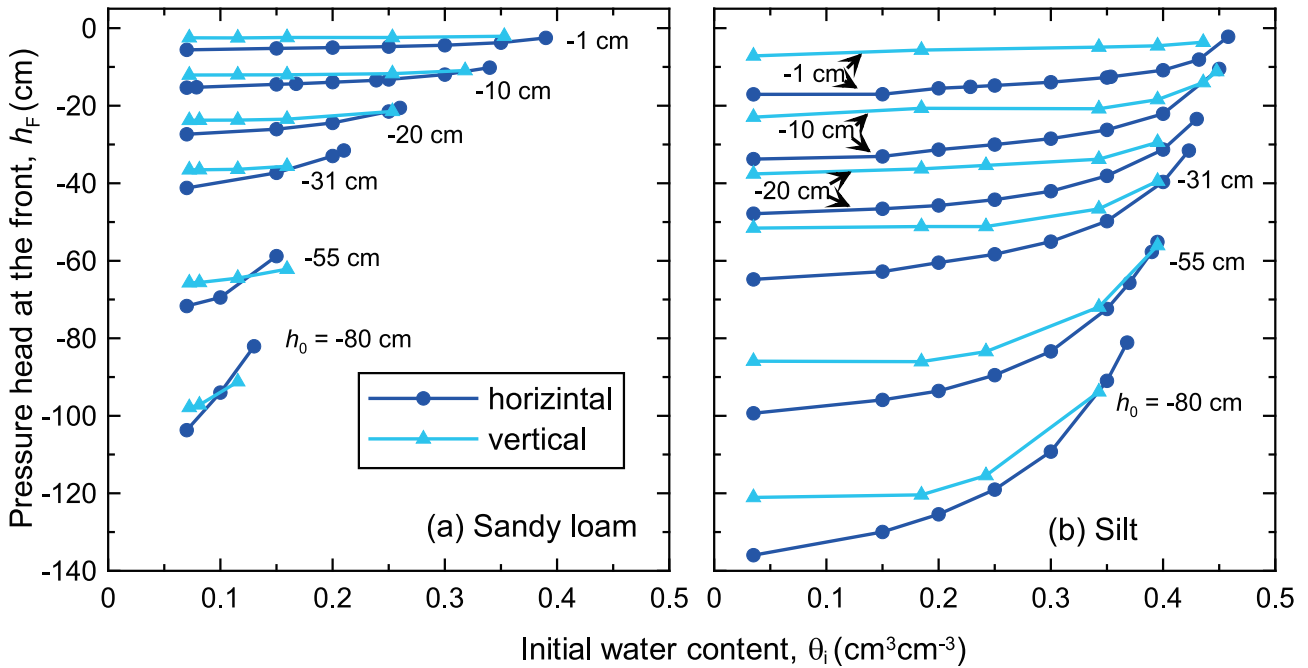 Pressure head at the front, hF (cm)
0
-20
-40
-60
-80
-100
-120
-140
-1 cm
-10 cm
-20 cm
-31 cm
-55 cm
h0 = -80 cm
horizintal
vertical
(a) Sandy loam
0 0.1 0.2 0.3 0.4 0.5
-1 cm
-10 cm
-20 cm
-31 cm
-55 cm
h0 = -80 cm
(b) Silt
0 0.1 0.2 0.3 0.4 0.5
Initial water content, θi (cm³cm⁻³)